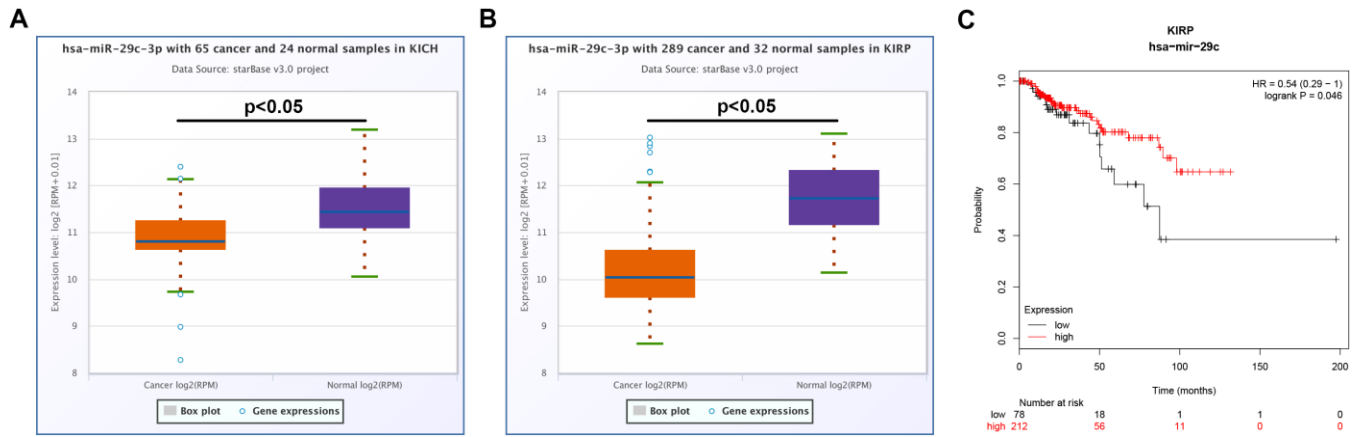 A
hsa-miR-29c-3p with 65 cancer and 24 normal samples in KICH
Data Source: starBase v3.0 project
p<0.05
Expression level: log2 [RPM+0.01]
14
13
12
11
10
9
8
Cancer log2(RPM)
Normal log2(RPM)
Box plot
Gene expressions
B
hsa-miR-29c-3p with 289 cancer and 32 normal samples in KIRP
Data Source: starBase v3.0 project
p<0.05
Expression level: log2 [RPM+0.01]
14
13
12
11
10
9
8
Cancer log2(RPM)
Normal log2(RPM)
Box plot
Gene expressions
C
KIRP
hsa-mir-29c
HR = 0.54 (0.29 − 1)
logrank P = 0.046
Probability
1.0
0.8
0.6
0.4
0.2
0.0
Expression
low
high
0 50 100 150 200
Time (months)
Number at risk
low 78 18 1 1 0
high 212 56 11 0 0